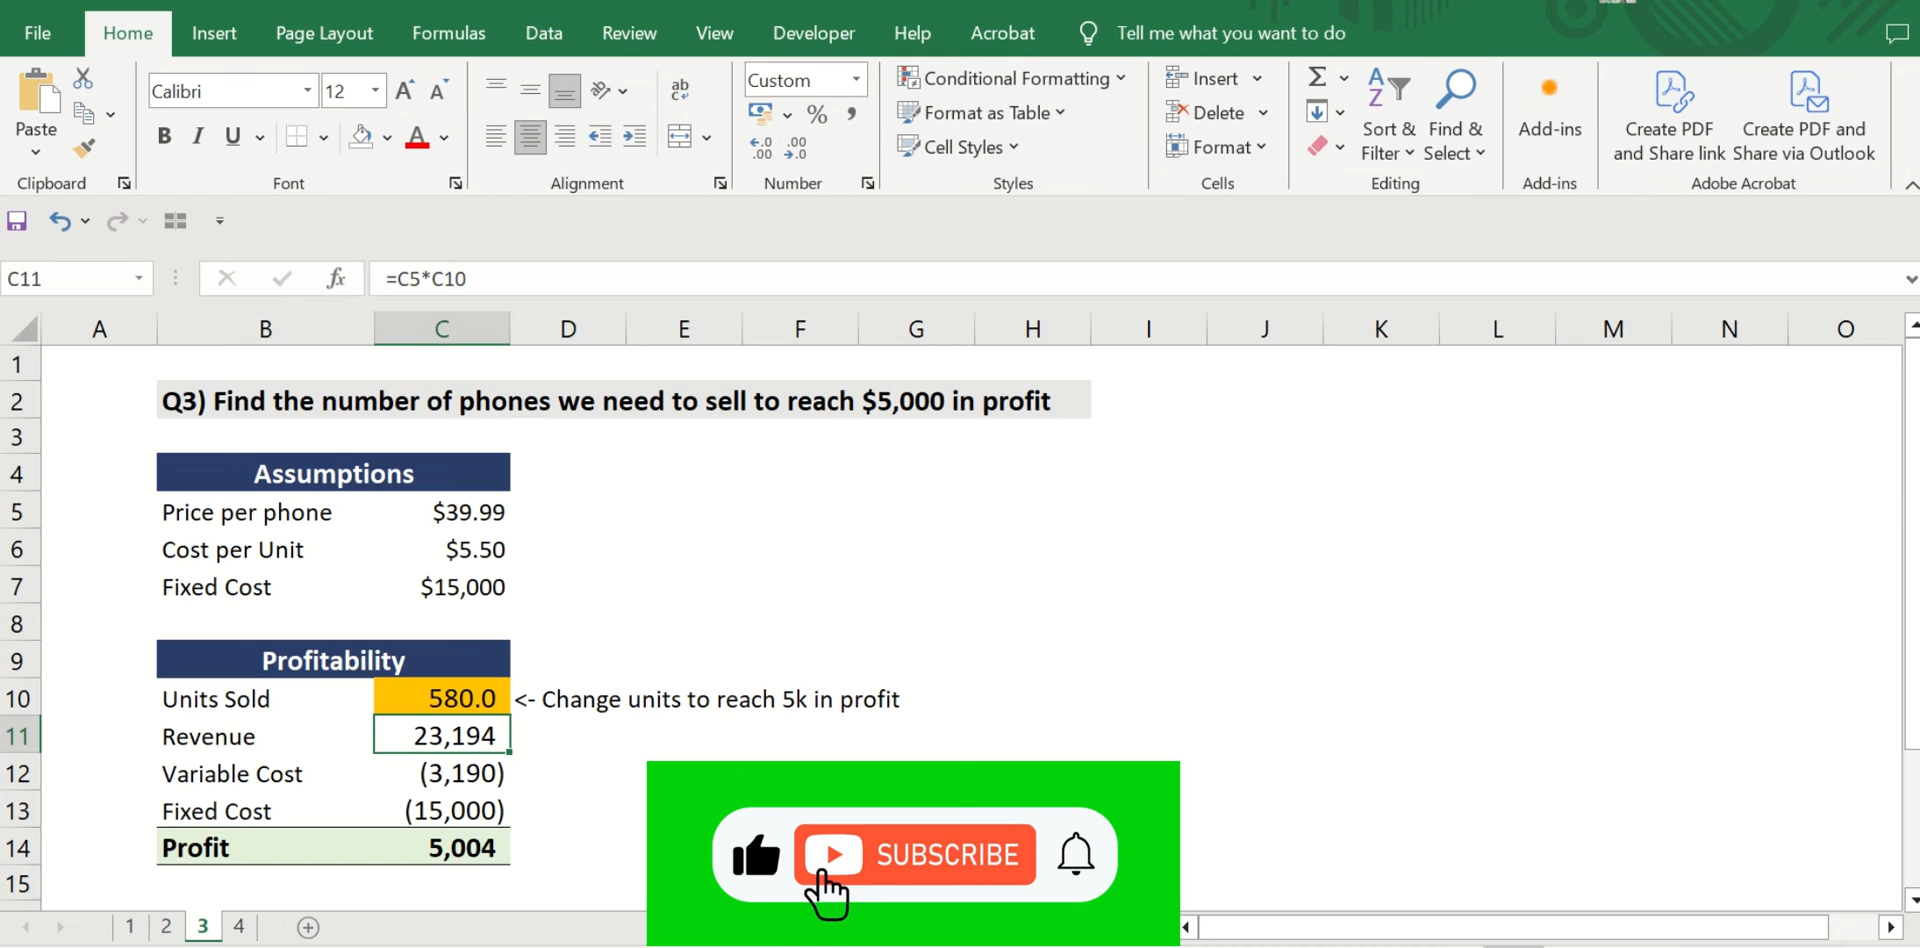 File Home Insert Page Layout Formulas Data Review View Developer Help Acrobat Tell me what you want to do
Paste
Clipboard
Calibri 12
B I U A
Font
ab
Alignment
Custom
% ,
Number
Conditional Formatting
Format as Table
Cell Styles
Styles
Insert
Delete
Format
Cells
Σ
Sort & Filter
Find & Select
Editing
Add-ins
Add-ins
Create PDF and Share link
Create PDF and Share via Outlook
Adobe Acrobat
C11 fx =C5*C10
A B C D E F G H I J K L M N O
1
2 Q3) Find the number of phones we need to sell to reach $5,000 in profit
3
4 Assumptions
5 Price per phone $39.99
6 Cost per Unit $5.50
7 Fixed Cost $15,000
8
9 Profitability
10 Units Sold 580.0 <- Change units to reach 5k in profit
11 Revenue 23,194
12 Variable Cost (3,190)
13 Fixed Cost (15,000)
14 Profit 5,004
15
SUBSCRIBE
1 2 3 4